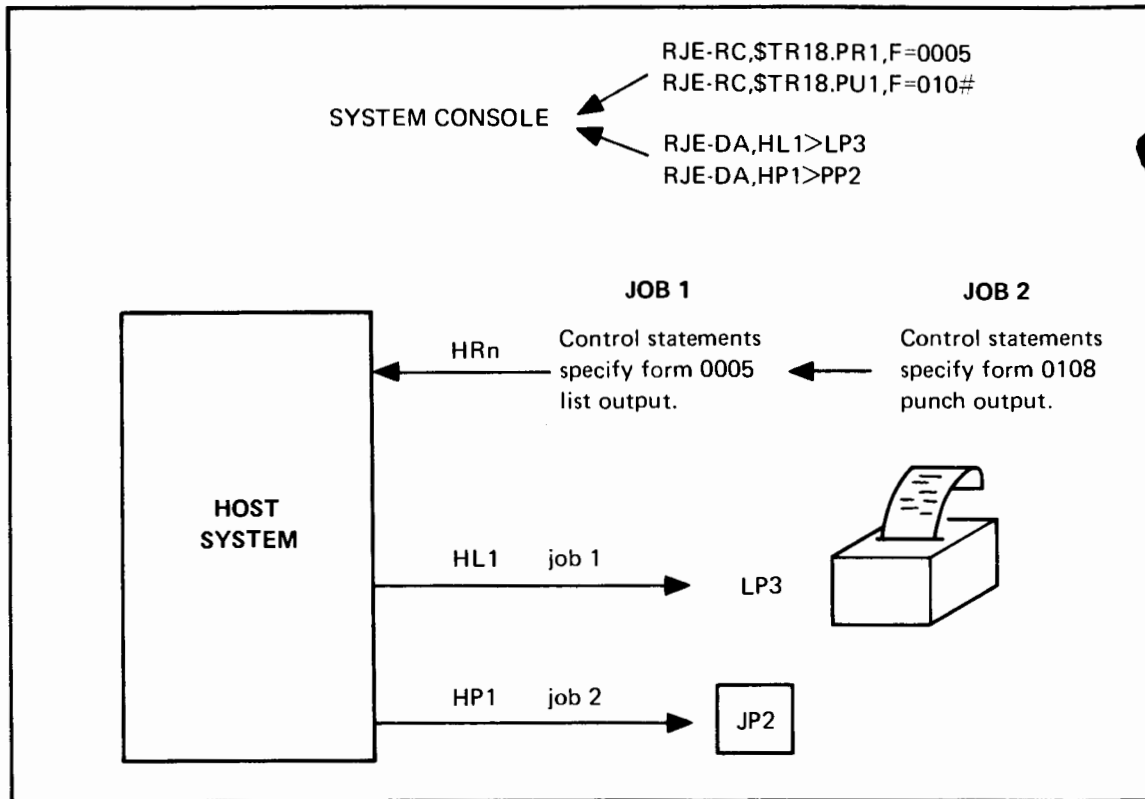 RJE-RC,$TR18.PR1,F=0005
RJE-RC,$TR18.PU1,F=010#
SYSTEM CONSOLE
RJE-DA,HL1>LP3
RJE-DA,HP1>PP2
JOB 1
JOB 2
HRn
Control statements
specify form 0005
list output.
Control statements
specify form 0108
punch output.
HOST
SYSTEM
HL1
job 1
LP3
HP1
job 2
JP2